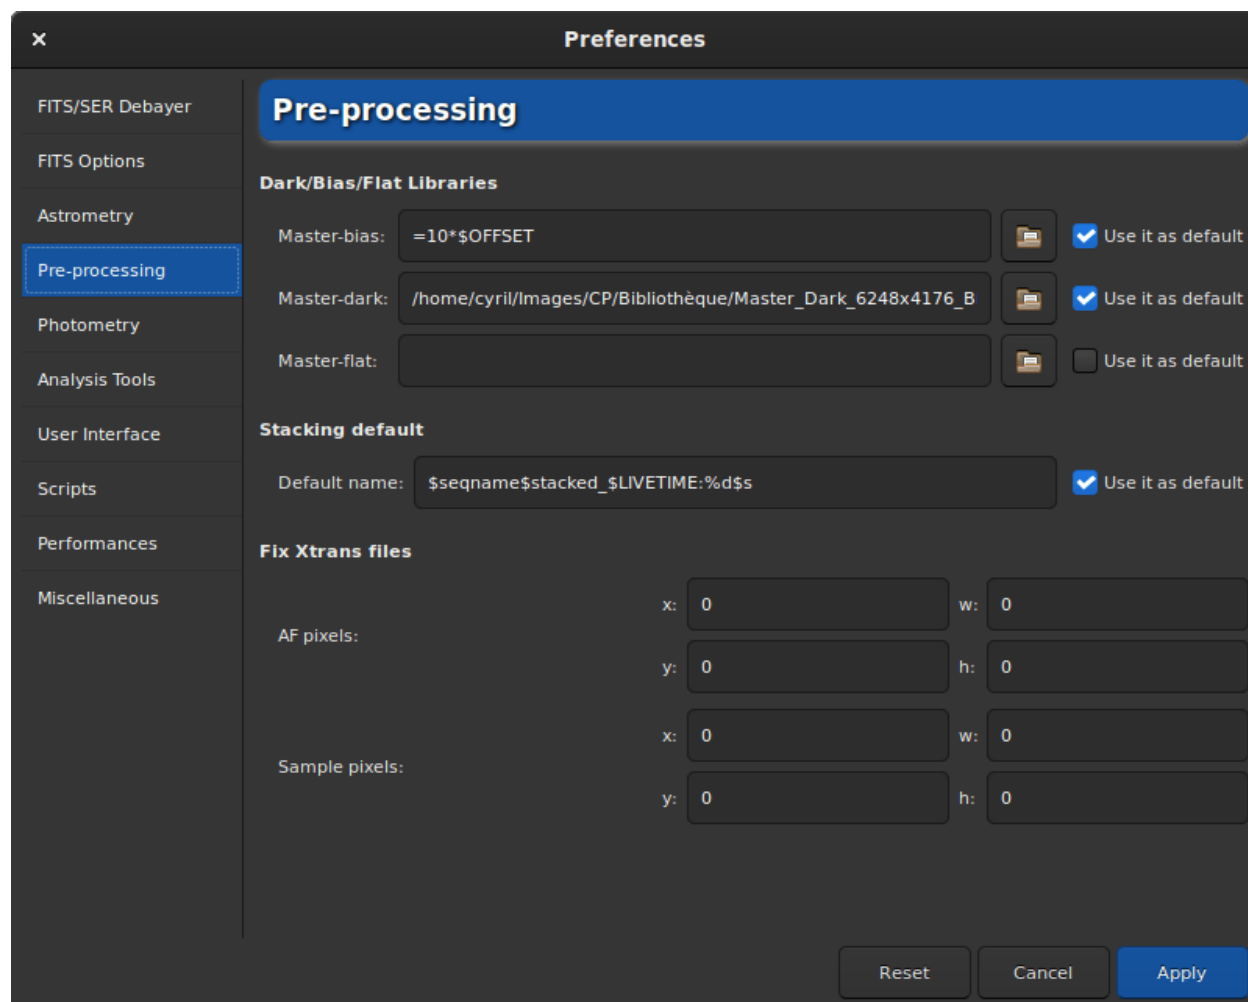 Preferences
FITS/SER Debayer
FITS Options
Astrometry
Pre-processing
Photometry
Analysis Tools
User Interface
Scripts
Performances
Miscellaneous
Pre-processing
Dark/Bias/Flat Libraries
Master-bias: =10*$OFFSET Use it as default
Master-dark: /home/cyril/Images/CP/Bibliothèque/Master_Dark_6248x4176_B Use it as default
Master-flat: Use it as default
Stacking default
Default name: $seqname$stacked_$LIVETIME:%d$s Use it as default
Fix Xtrans files
AF pixels:
x: 0 w: 0
y: 0 h: 0
Sample pixels:
x: 0 w: 0
y: 0 h: 0
Reset Cancel Apply